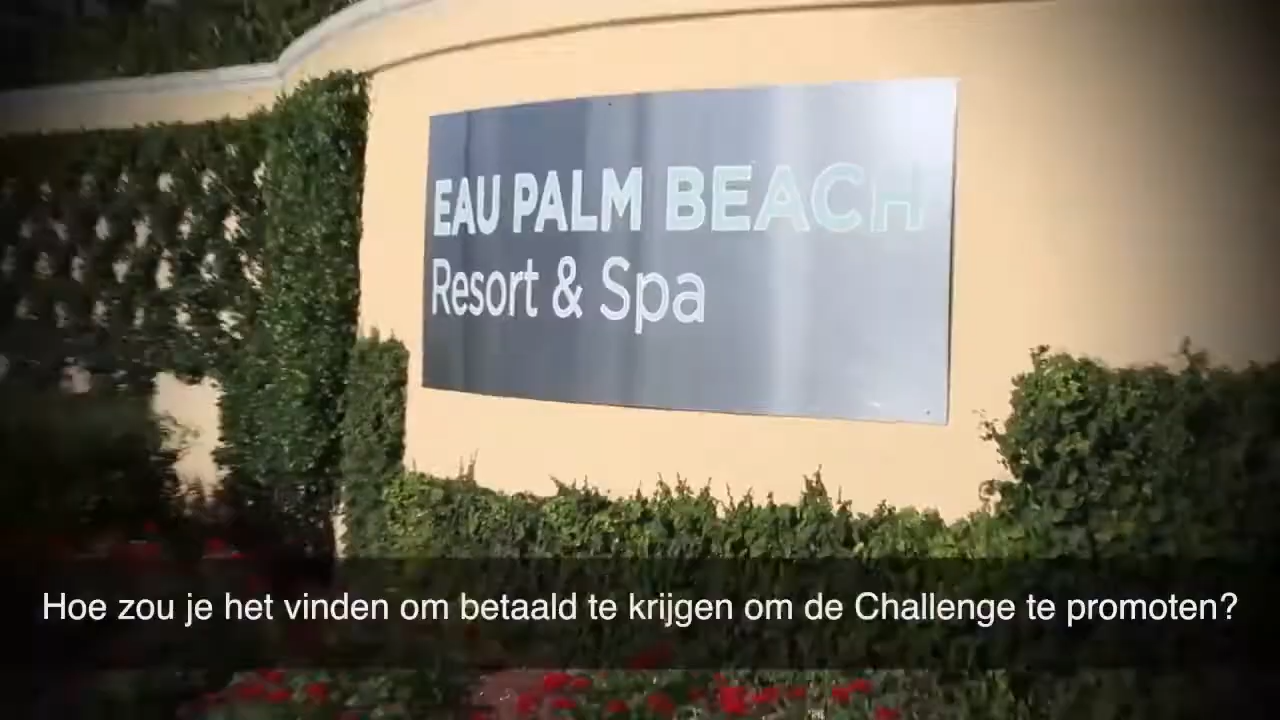 EAU PALM BEACH
Resort & Spa
Hoe zou je het vinden om betaald te krijgen om de Challenge te promoten?